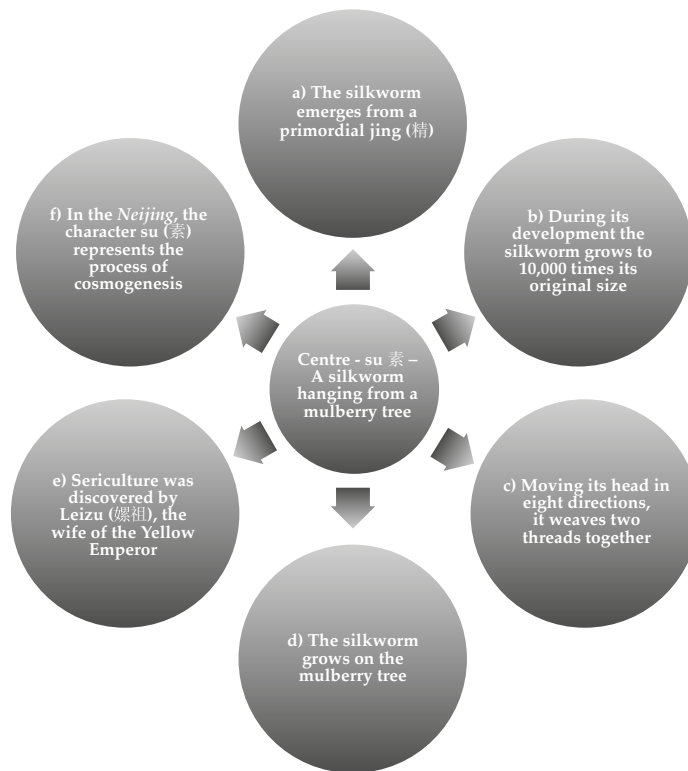 a) The silkworm
emerges from a
primordial jing (精)
b) During its
development the
silkworm grows to
10,000 times its
original size
c) Moving its head in
eight directions,
it weaves two
threads together
d) The silkworm
grows on the
mulberry tree
e) Sericulture was
discovered by
Leizu (嫘祖), the
wife of the Yellow
Emperor
f) In the Neijing, the
character su (素)
represents the
process of
cosmogenesis
Centre - su 素 –
A silkworm
hanging from a
mulberry tree